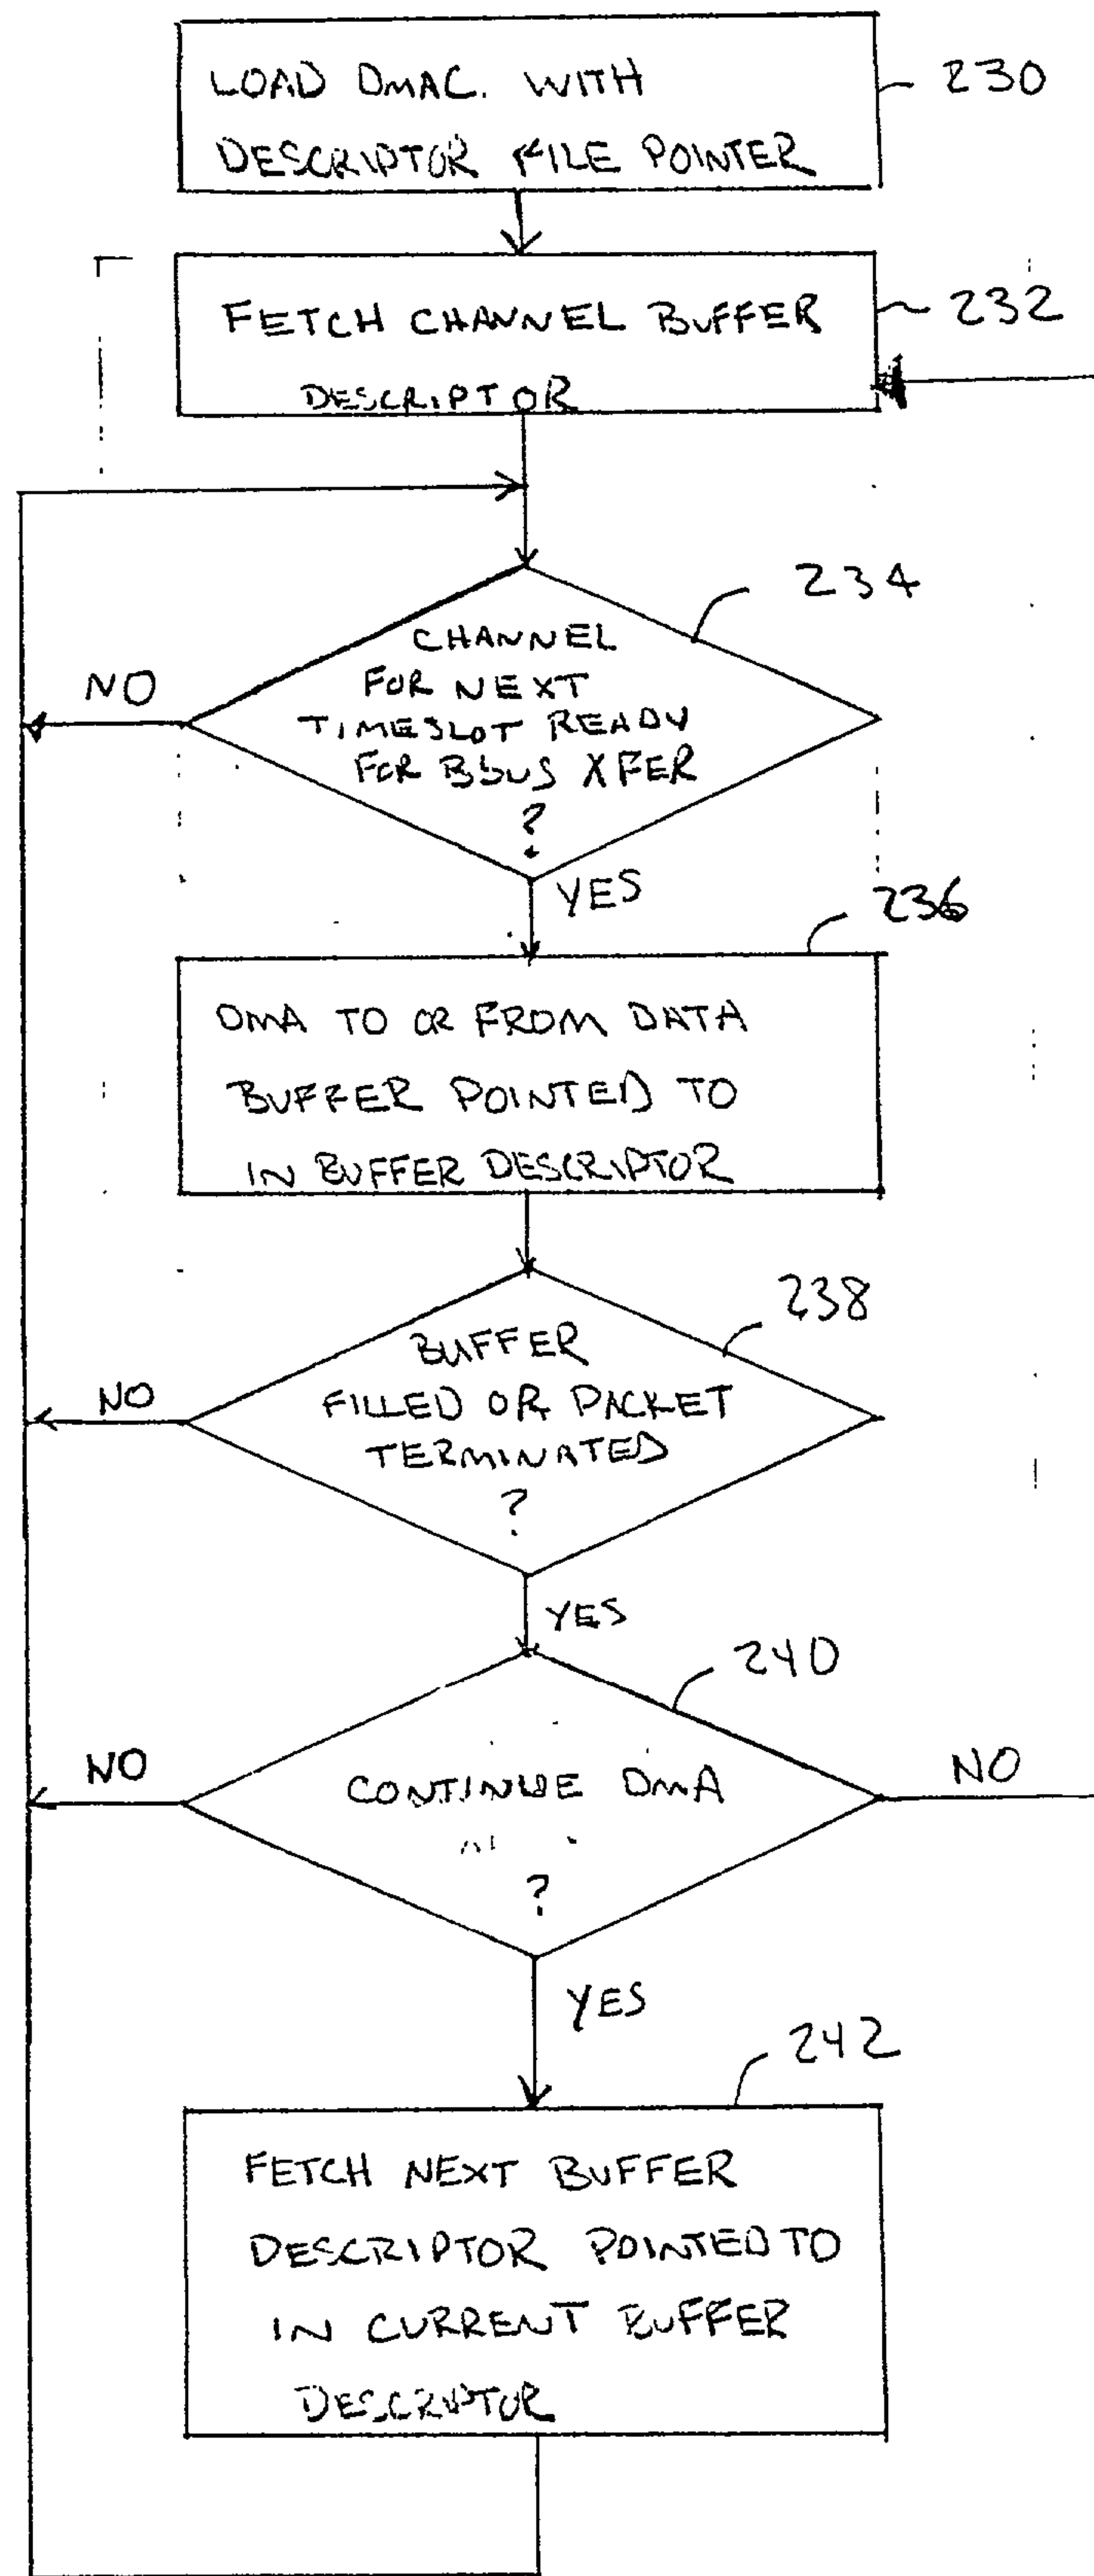 LOAD DMAC. WITH
DESCRIPTOR FILE POINTER
230
FETCH CHANNEL BUFFER
DESCRIPTOR
232
234
CHANNEL
FOR NEXT
TIMESLOT READY
FOR BbUS XFER
?
NO
YES
236
DMA TO OR FROM DATA
BUFFER POINTED TO
IN BUFFER DESCRIPTOR
238
BUFFER
FILLED OR PACKET
TERMINATED
?
NO
YES
240
CONTINUE DMA
?
NO
NO
YES
242
FETCH NEXT BUFFER
DESCRIPTOR POINTED TO
IN CURRENT BUFFER
DESCRIPTOR